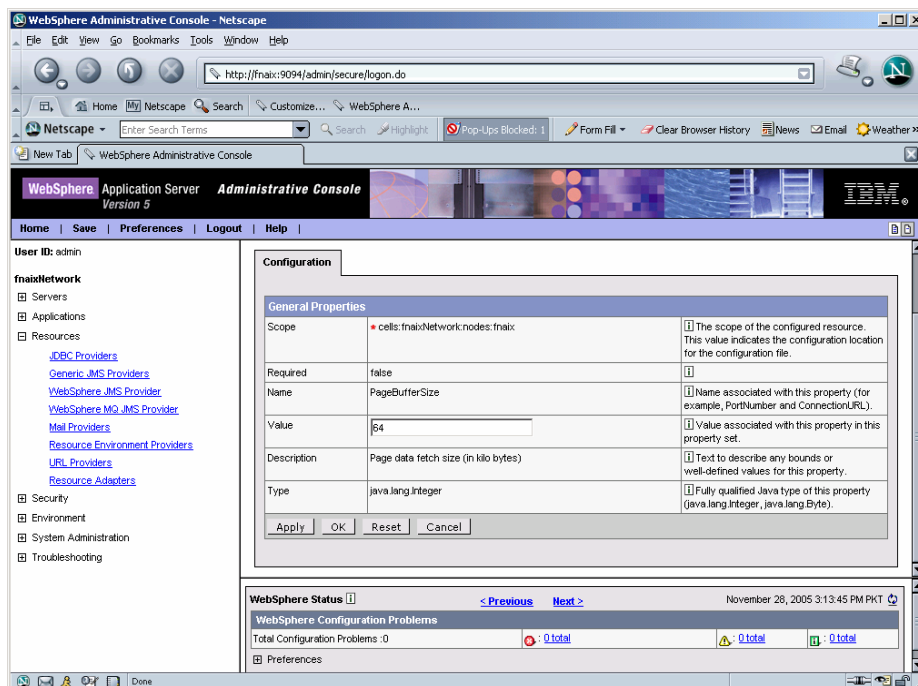 WebSphere Administrative Console - Netscape
File Edit View Go Bookmarks Tools Window Help
http://fnaix:9094/admin/secure/logon.do
Home My Netscape Search Customize... WebSphere A...
Netscape Enter Search Terms Search Highlight Pop-Ups Blocked: 1 Form Fill Clear Browser History News Email Weather
New Tab WebSphere Administrative Console
WebSphere Application Server Administrative Console
Version 5
IBM
Home | Save | Preferences | Logout | Help |
User ID: admin
fnaixNetwork
Servers
Applications
Resources
JDBC Providers
Generic JMS Providers
WebSphere JMS Provider
WebSphere MQ JMS Provider
Mail Providers
Resource Environment Providers
URL Providers
Resource Adapters
Security
Environment
System Administration
Troubleshooting
Configuration
General Properties
Scope * cells:fnaixNetwork:nodes:fnaix The scope of the configured resource.
This value indicates the configuration location
for the configuration file.
Required false
Name PageBufferSize Name associated with this property (for
example, PortNumber and ConnectionURL).
Value 64 Value associated with this property in this
property set.
Description Page data fetch size (in kilo bytes) Text to describe any bounds or
well-defined values for this property.
Type java.lang.Integer Fully qualified Java type of this property
(java.lang.Integer, java.lang.Byte).
Apply OK Reset Cancel
WebSphere Status < Previous Next > November 28, 2005 3:13:45 PM PKT
WebSphere Configuration Problems
Total Configuration Problems :0 : 0 total : 0 total : 0 total
Preferences
Done